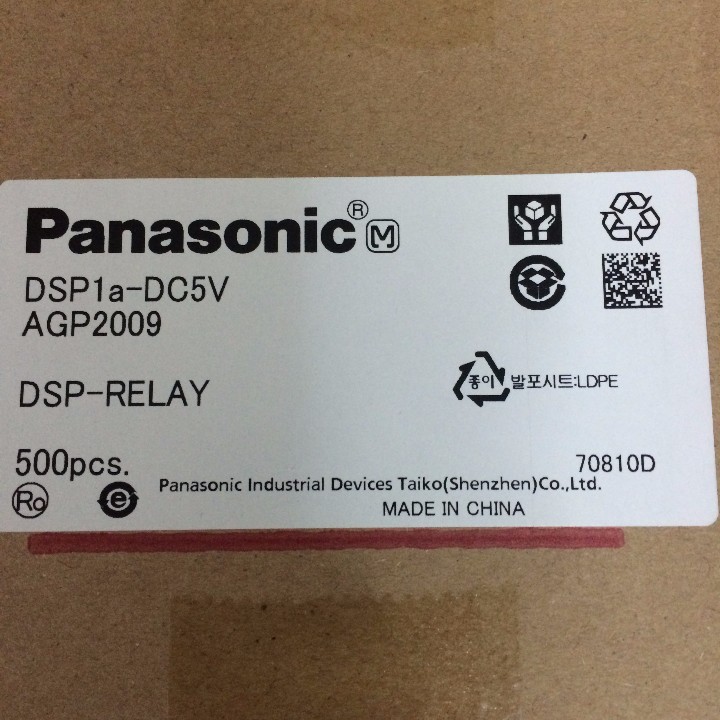 Panasonic® M
DSP1a-DC5V
AGP2009
DSP-RELAY
종이 발포시트:LDPE
500pcs.
70810D
Ro e
Panasonic Industrial Devices Taiko(Shenzhen)Co.,Ltd.
MADE IN CHINA